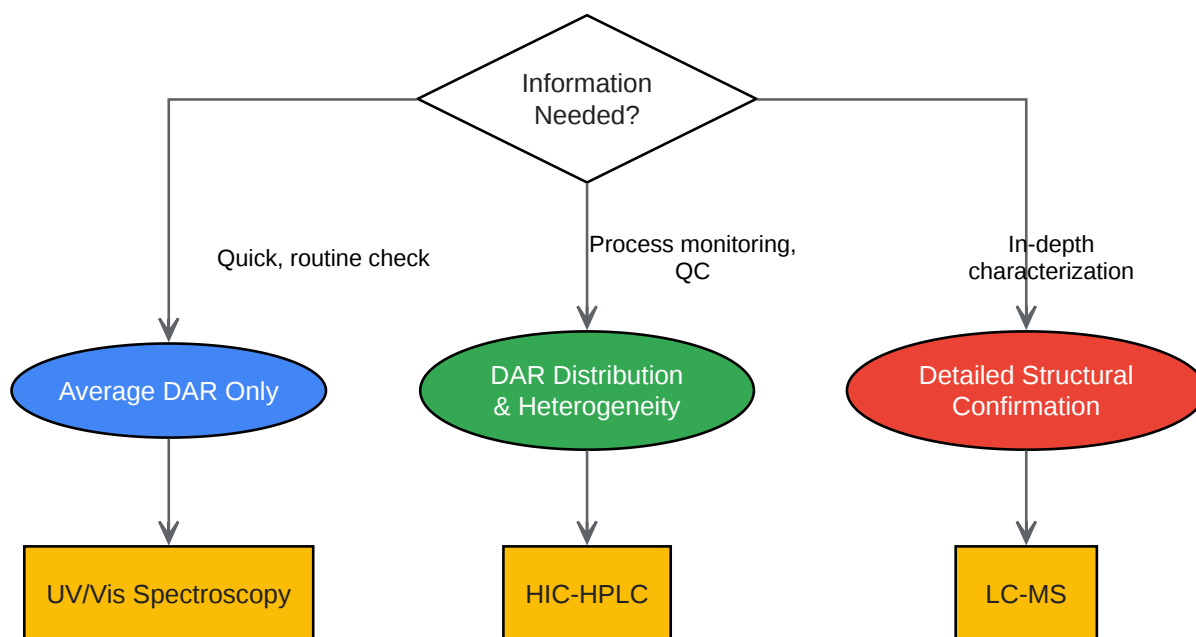 Information
Needed?
Quick, routine check
Process monitoring,
QC
In-depth
characterization
Average DAR Only
DAR Distribution
& Heterogeneity
Detailed Structural
Confirmation
UV/Vis Spectroscopy
HIC-HPLC
LC-MS